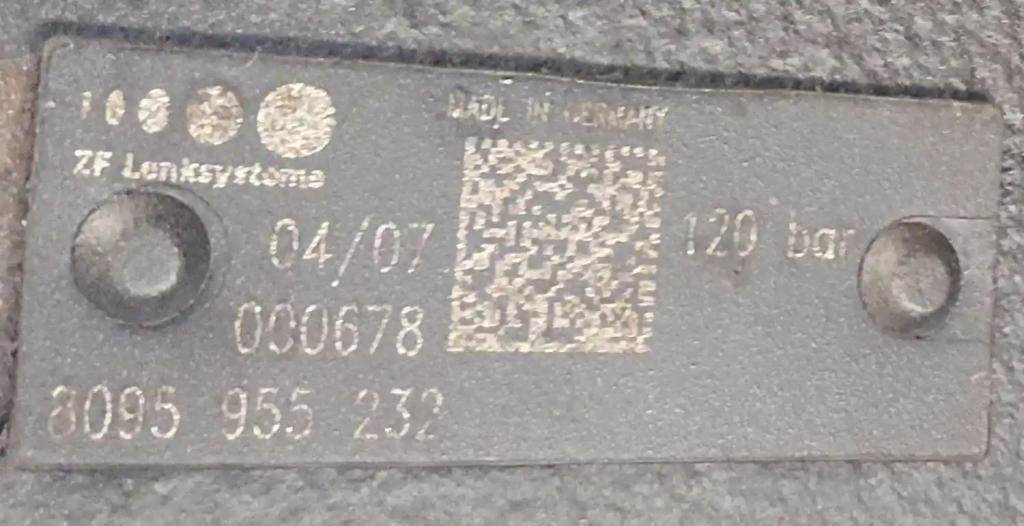 MADE IN GERMANY
ZF Lenksysteme
04/07
120 bar
000678
8095 955 232